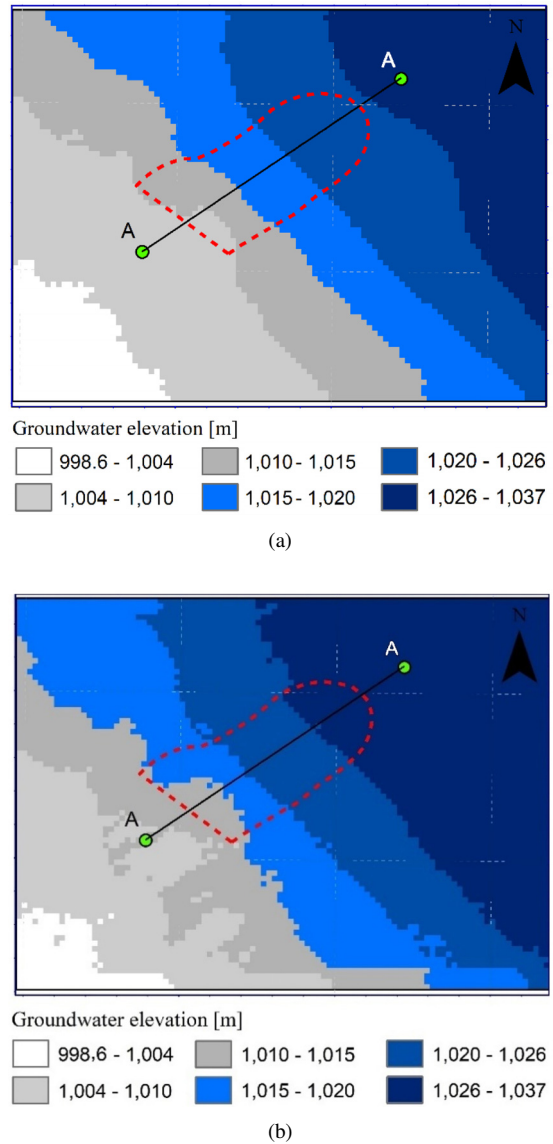 N
A
A
Groundwater elevation [m]
998.6 - 1,004 1,010 - 1,015 1,020 - 1,026
1,004 - 1,010 1,015 - 1,020 1,026 - 1,037
(a)
N
A
A
Groundwater elevation [m]
998.6 - 1,004 1,010 - 1,015 1,020 - 1,026
1,004 - 1,010 1,015 - 1,020 1,026 - 1,037
(b)